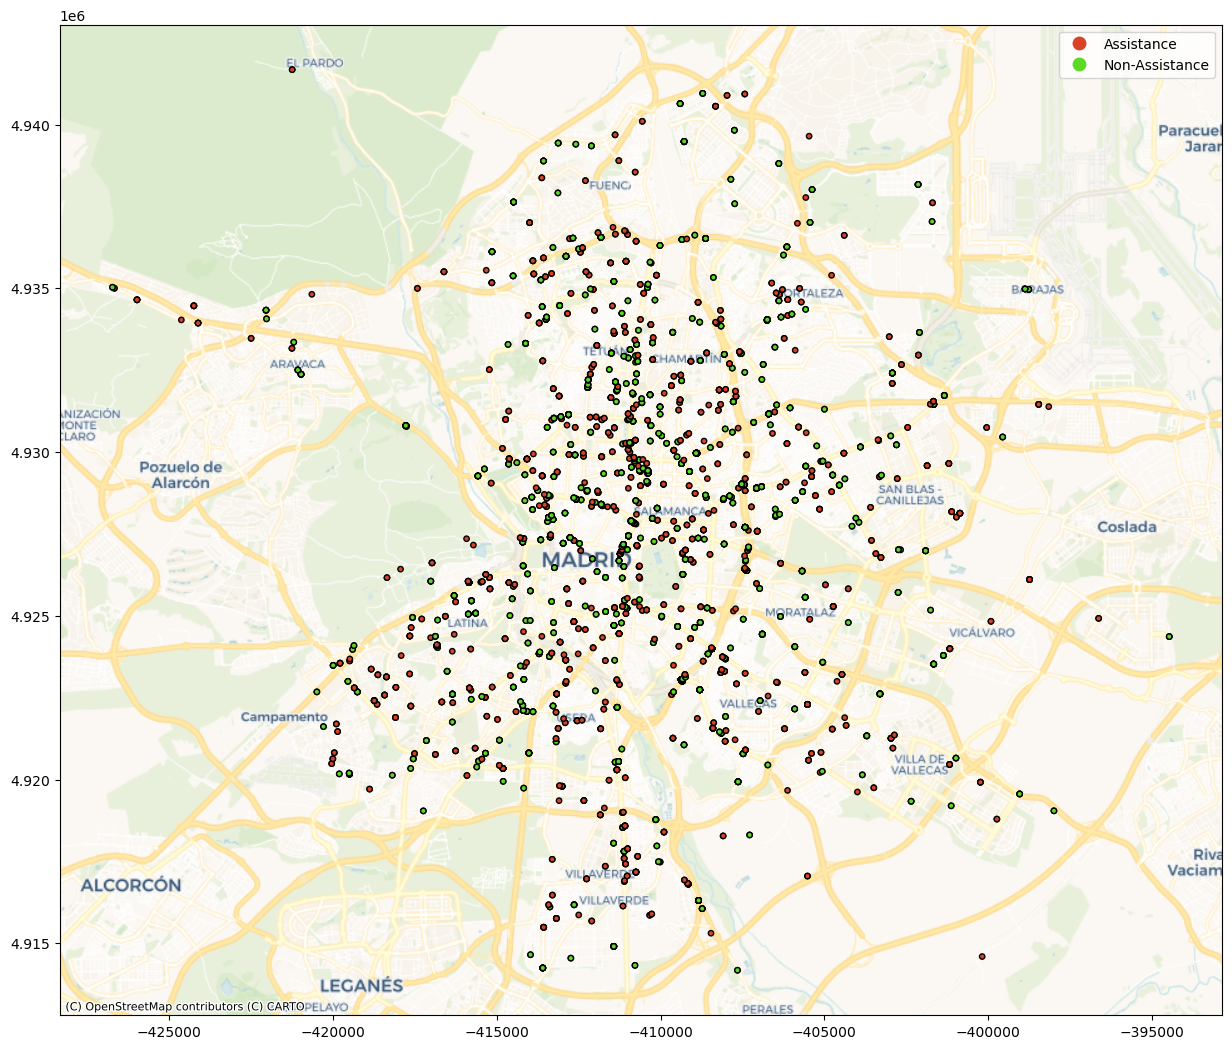 1e6
Assistance
Non-Assistance
EL PARDO
4.940
Paracuel
Jarar
FUENCA
4.935
HORTALEZA
BARAJAS
TETUÁN
CHAMARTÍN
ARAVACA
ANIZACIÓN
MONTE
CLARO
4.930
Pozuelo de
Alarcón
SAN BLAS -
CANILLEJAS
SALAMANCA
Coslada
MADRID
4.925
LATINA
MORATALAZ
VICÁLVARO
Campamento
USERA
VALLECAS
4.920
VILLA DE
VALLECAS
ALCORCÓN
VILLAVERDE
Riva
Vaciam
VILLAVERDE
4.915
LEGANÉS
(C) OpenStreetMap contributors (C) CARTO
PELAYO
PERALES
−425000
−420000
−415000
−410000
−405000
−400000
−395000